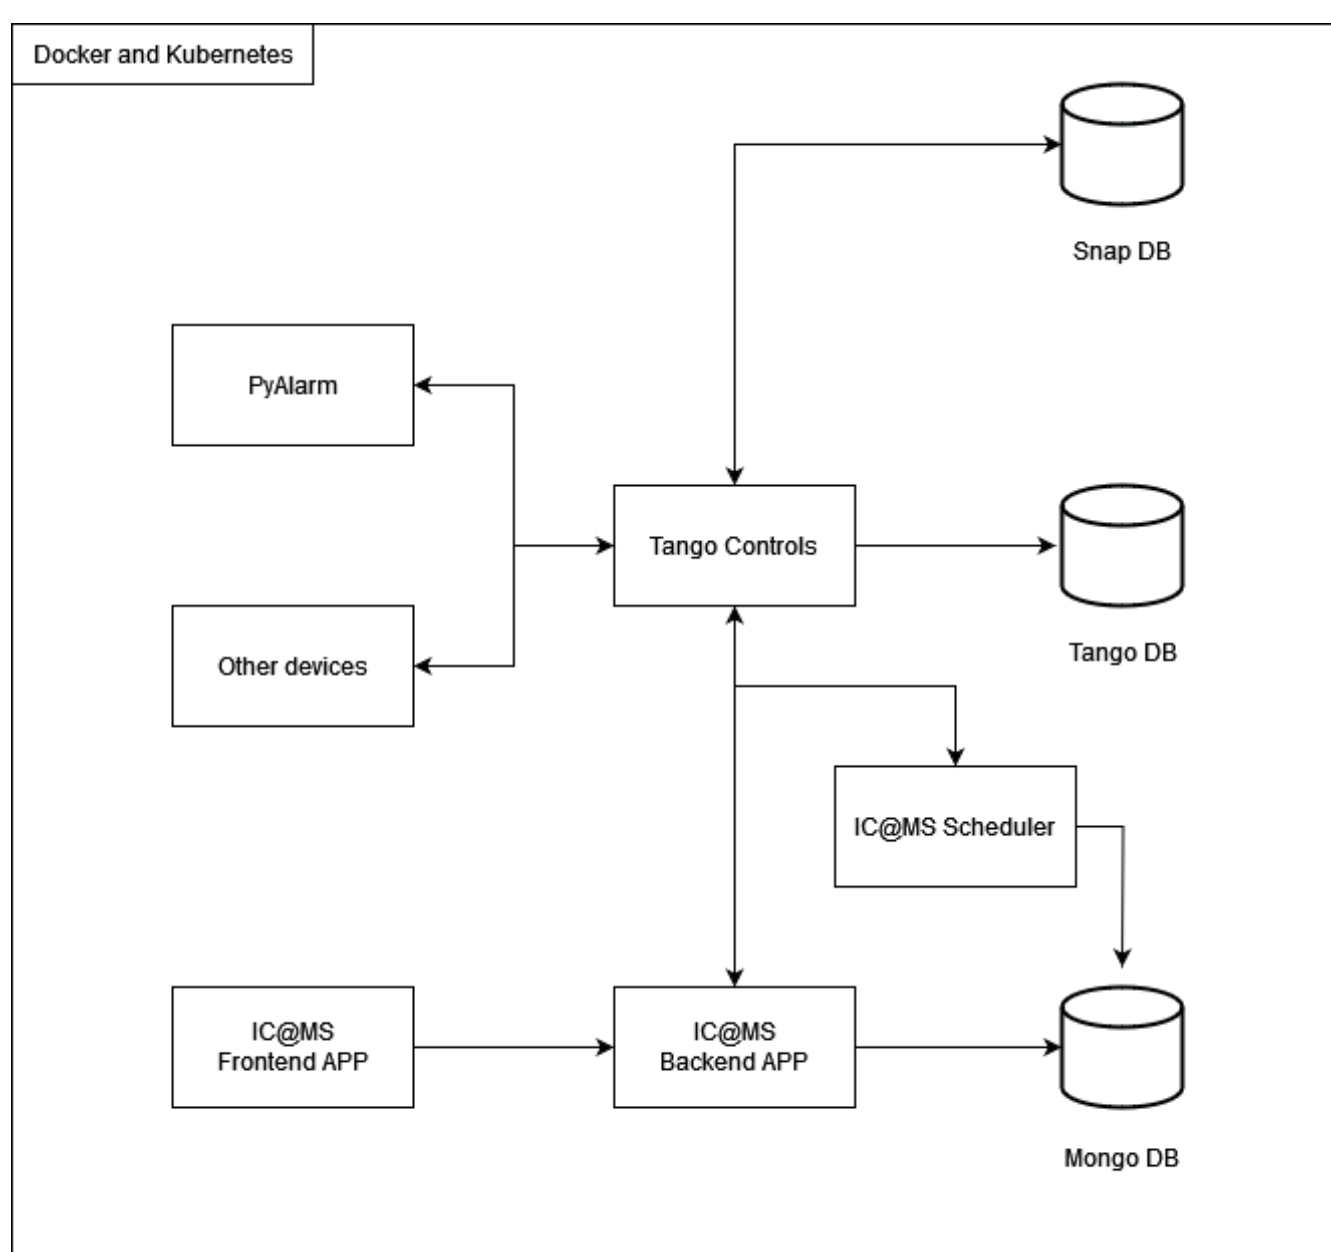 Docker and Kubernetes
Snap DB
PyAlarm
Tango Controls
Other devices
Tango DB
IC@MS Scheduler
IC@MS
Frontend APP
IC@MS
Backend APP
Mongo DB